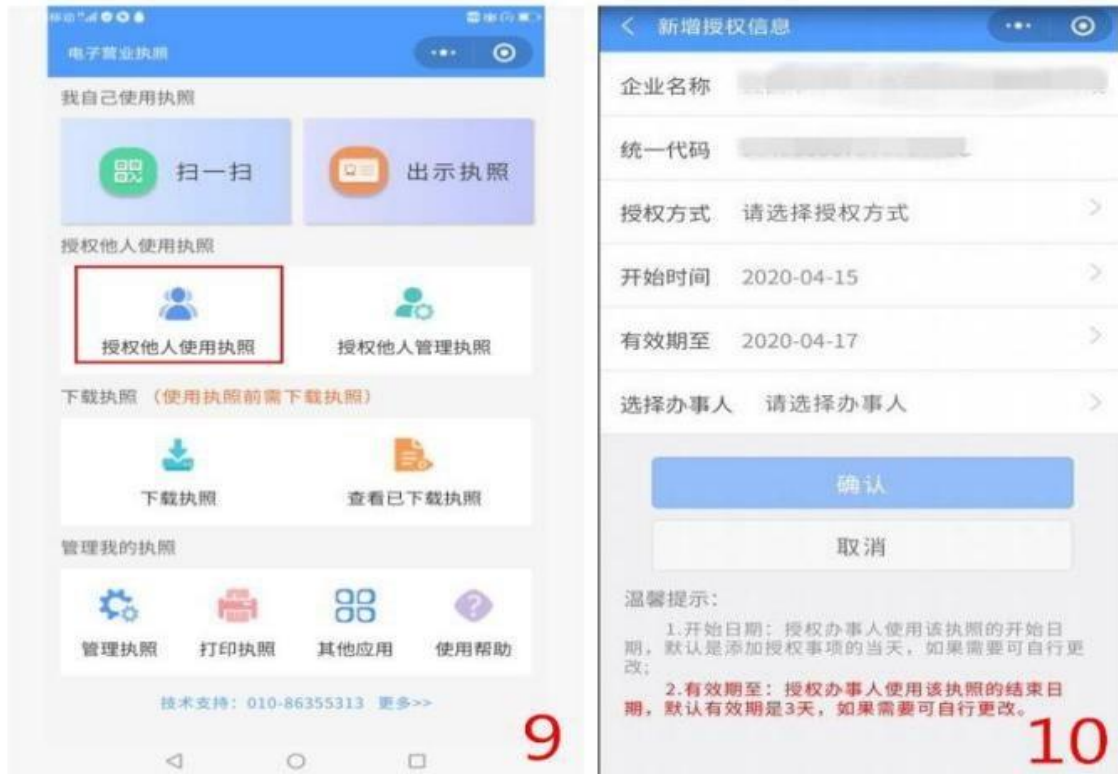 电子营业执照
我自己使用执照
扫一扫
出示执照
授权他人使用执照
授权他人使用执照
授权他人管理执照
下载执照 (使用执照前需下载执照)
下载执照
查看已下载执照
管理我的执照
管理执照
打印执照
其他应用
使用帮助
技术支持: 010-86355313 更多>>
9
新增授权信息
企业名称
统一代码
授权方式 请选择授权方式
开始时间 2020-04-15
有效期至 2020-04-17
选择办事人 请选择办事人
确认
取消
温馨提示:
1.开始日期: 授权办事人使用该执照的开始日
期, 默认是添加授权事项的当天, 如果需要可自行更
改;
2.有效期至: 授权办事人使用该执照的结束日
期, 默认有效期是3天, 如果需要可自行更改。
10